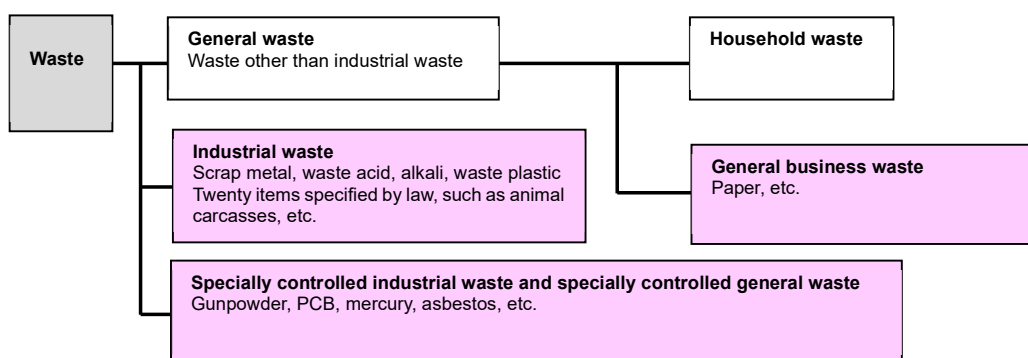 Waste
General waste
Waste other than industrial waste
Household waste
Industrial waste
Scrap metal, waste acid, alkali, waste plastic
Twenty items specified by law, such as animal
carcasses, etc.
General business waste
Paper, etc.
Specially controlled industrial waste and specially controlled general waste
Gunpowder, PCB, mercury, asbestos, etc.